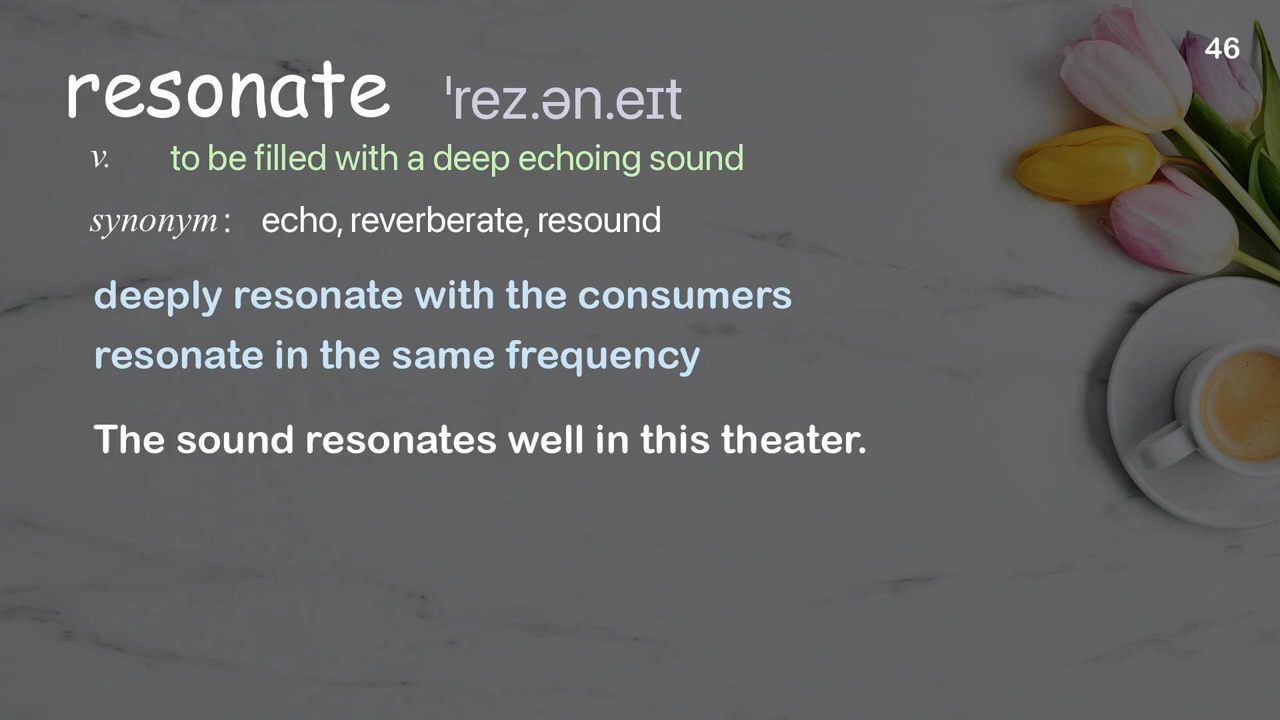 46
resonate ˈrez.ən.eɪt
v. to be filled with a deep echoing sound
synonym : echo, reverberate, resound
deeply resonate with the consumers
resonate in the same frequency
The sound resonates well in this theater.